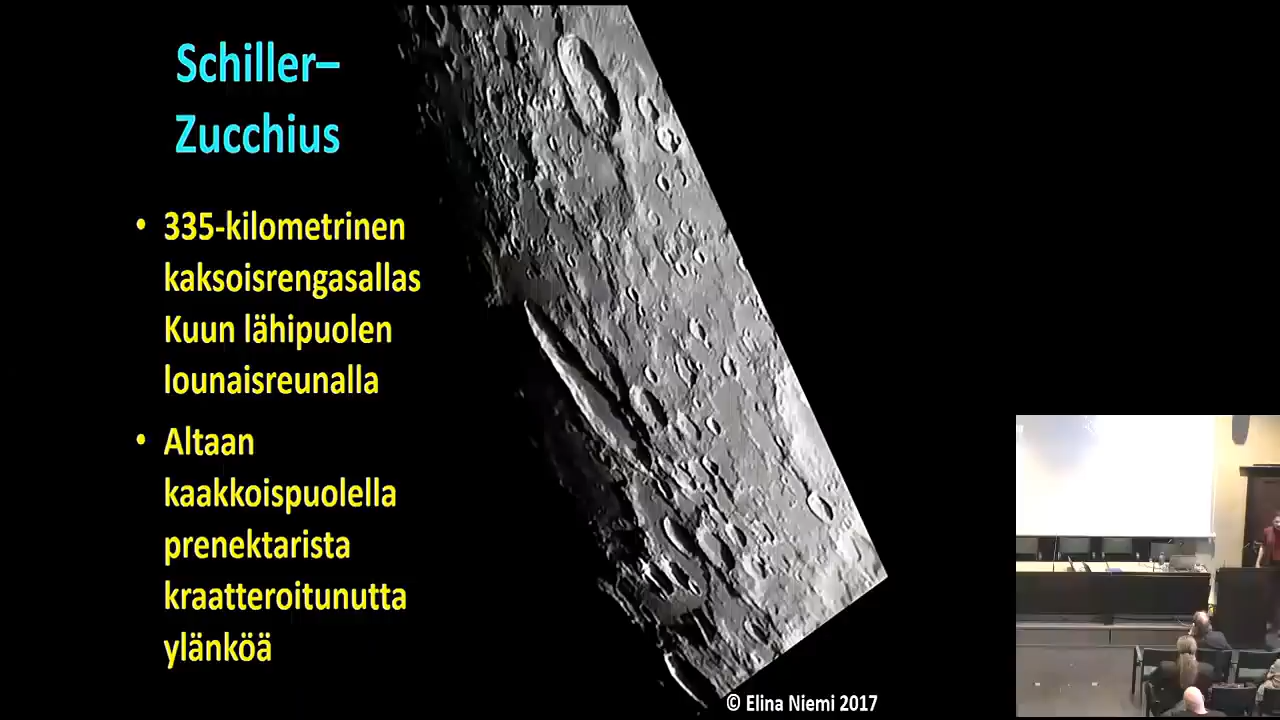 Schiller–
Zucchius
• 335-kilometrinen
kaksoisrengasallas
Kuun lähipuolen
lounaisreunalla
• Altaan
kaakkoispuolella
prenektarista
kraatteroitunutta
ylänköä
© Elina Niemi 2017